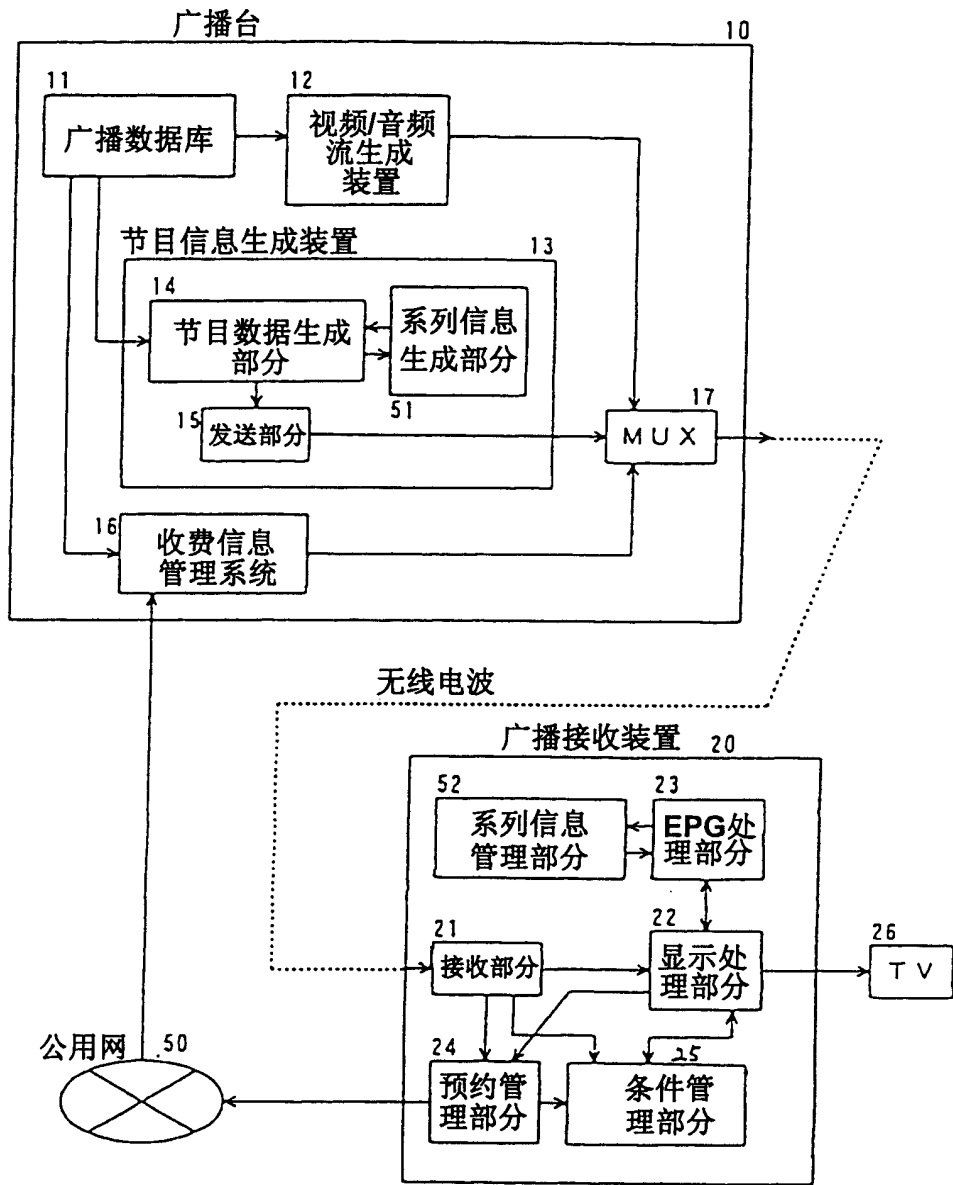 广播台
10
11
广播数据库
12
视频/音频
流生成
装置
节目信息生成装置
13
14
节目数据生成
部分
系列信息
生成部分
51
15
发送部分
17
MUX
16
收费信息
管理系统
无线电波
广播接收装置
20
52
系列信息
管理部分
23
EPG处
理部分
21
接收部分
22
显示处
理部分
26
TV
公用网
50
24
预约管
理部分
25
条件管
理部分